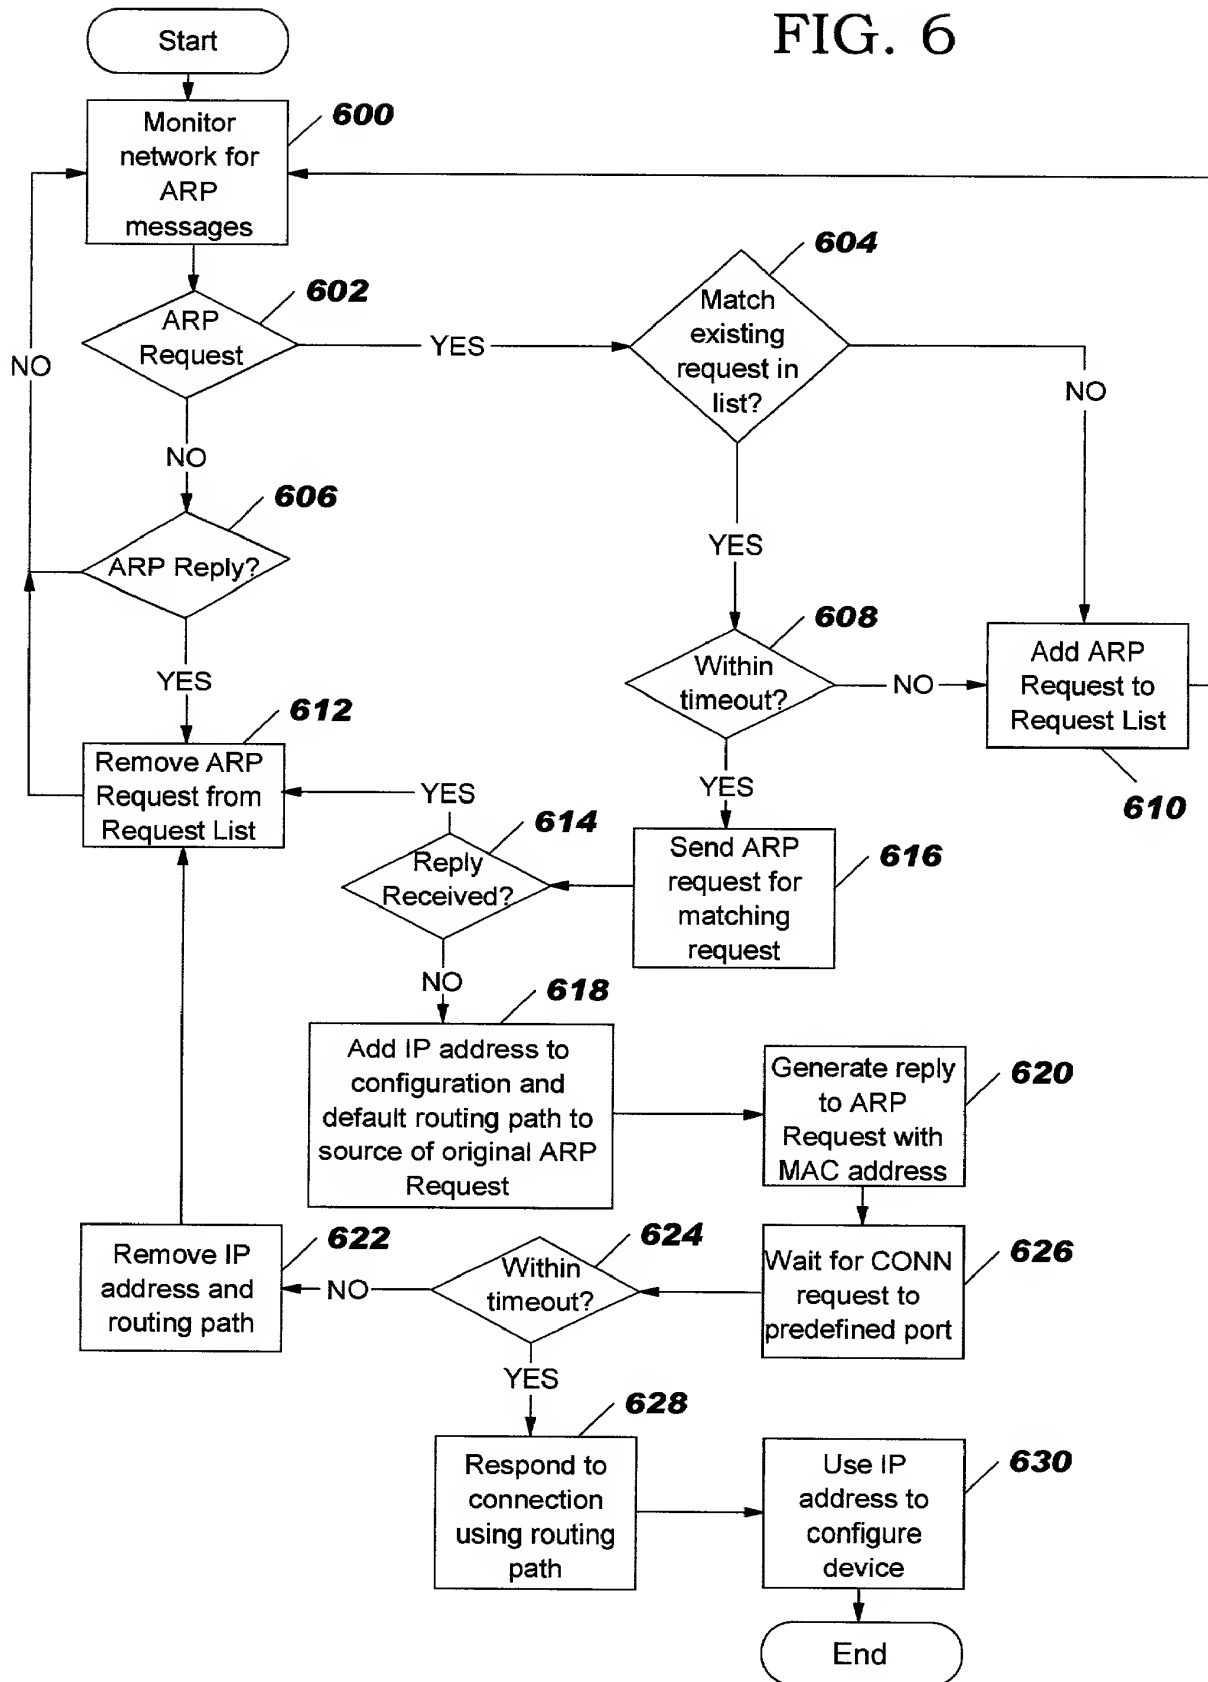 FIG. 6
Start
600
Monitor
network for
ARP
messages
604
602
ARP
Request
YES
Match
existing
request in
list?
NO
NO
NO
606
ARP Reply?
YES
608
YES
Within
timeout?
NO
Add ARP
Request to
Request List
612
Remove ARP
Request from
Request List
YES
YES
610
614
Reply
Received?
Send ARP
request for
matching
request
616
NO
618
Add IP address to
configuration and
default routing path to
source of original ARP
Request
Generate reply
to ARP
Request with
MAC address
620
622
Remove IP
address and
routing path
NO
624
Within
timeout?
Wait for CONN
request to
predefined port
626
YES
628
Respond to
connection
using routing
path
Use IP
address to
configure
device
630
End